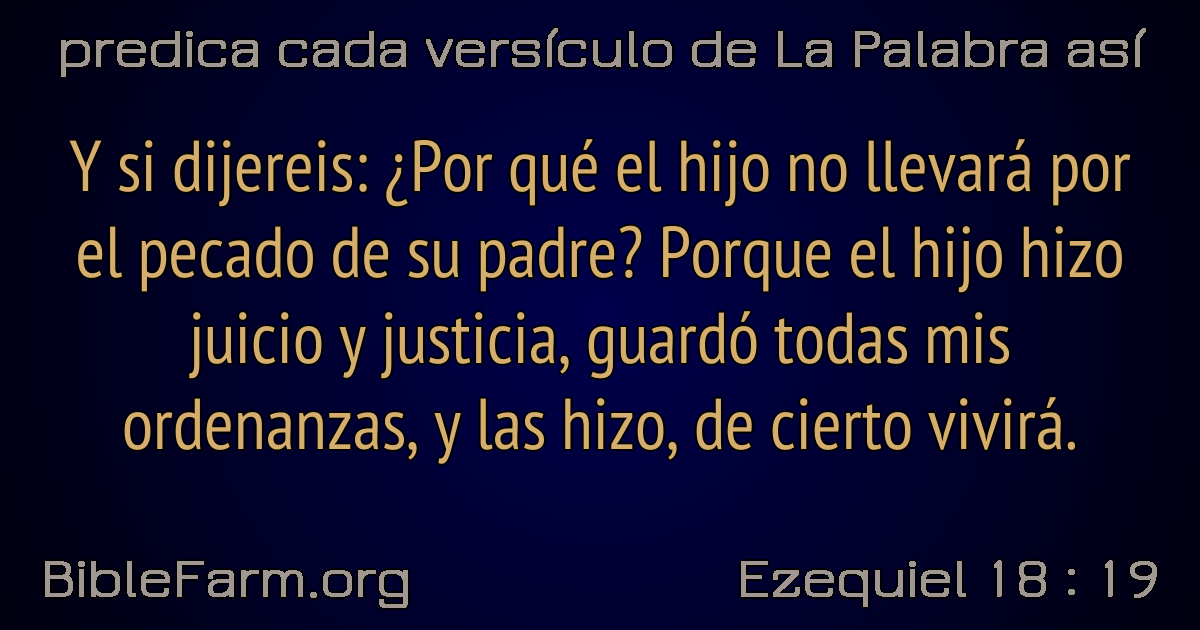 predica cada versículo de La Palabra así
Y si dijereis: ¿Por qué el hijo no llevará por
el pecado de su padre? Porque el hijo hizo
juicio y justicia, guardó todas mis
ordenanzas, y las hizo, de cierto vivirá.
BibleFarm.org
Ezequiel 18 : 19